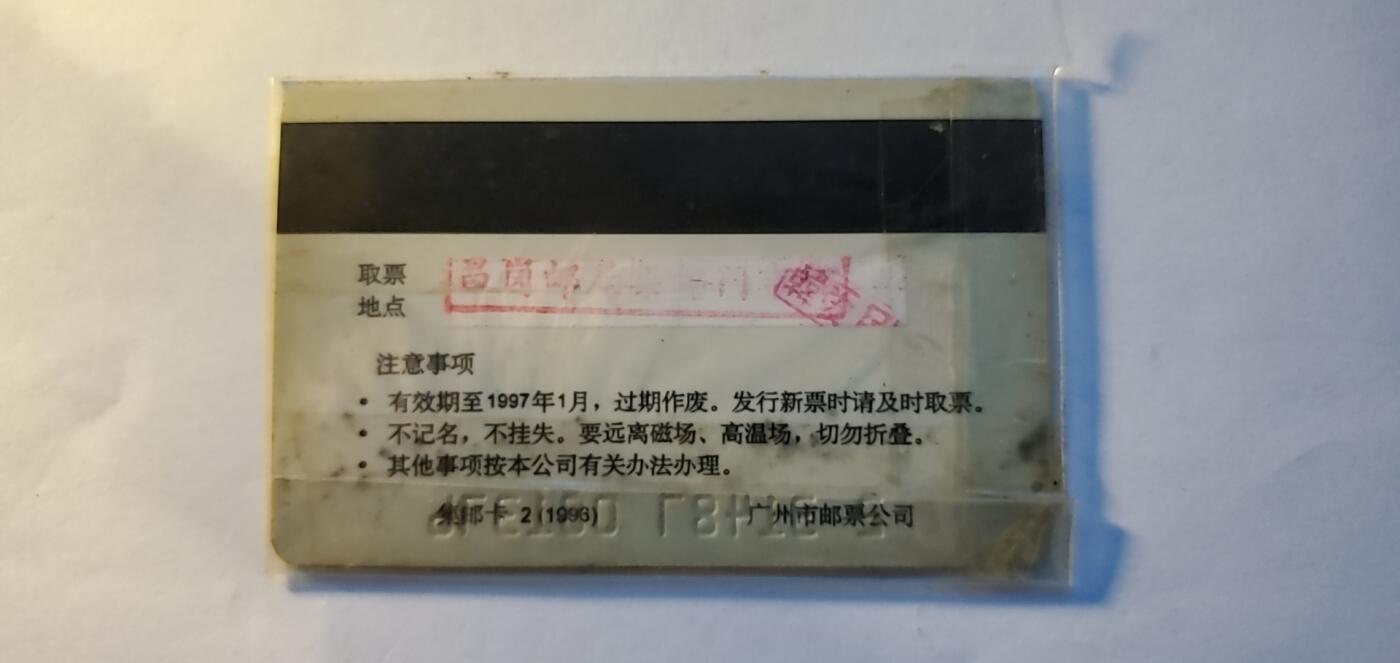 取票
地点
昌岗邮局
注意事项
• 有效期至1997年1月，过期作废。发行新票时请及时取票。
• 不记名，不挂失。要远离磁场、高温场，切勿折叠。
• 其他事项按本公司有关办法办理。
集邮卡 2 (1996) 广州市邮票公司